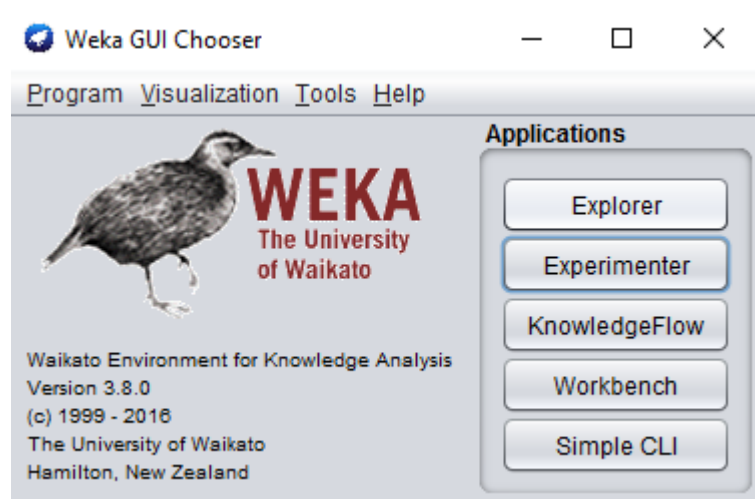 Weka GUI Chooser
Program Visualization Tools Help
WEKA
The University
of Waikato
Waikato Environment for Knowledge Analysis
Version 3.8.0
(c) 1999 - 2016
The University of Waikato
Hamilton, New Zealand
Applications
Explorer
Experimenter
KnowledgeFlow
Workbench
Simple CLI